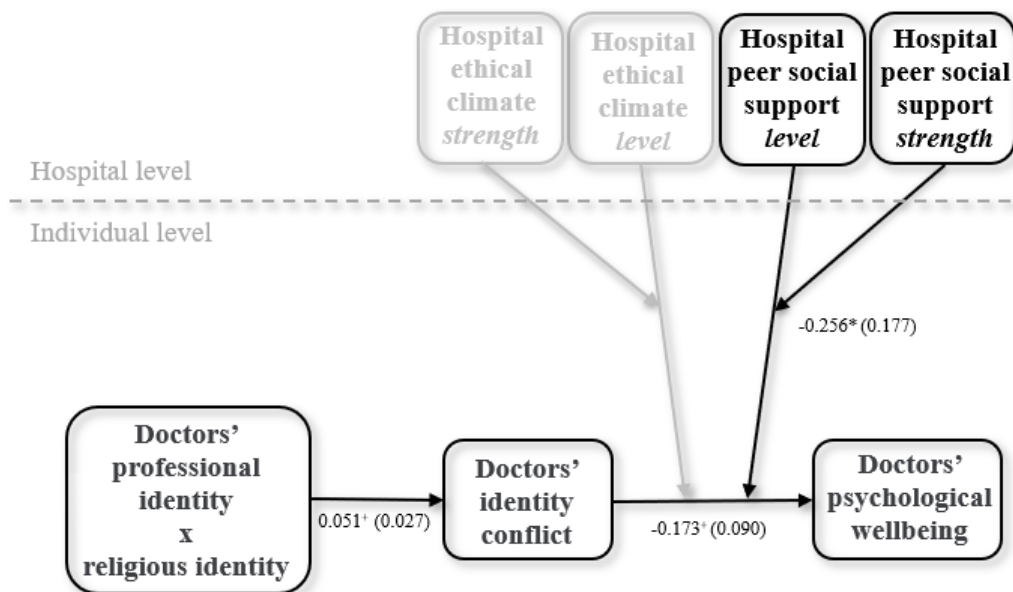 Hospital
ethical
climate
strength
Hospital
ethical
climate
level
Hospital
peer social
support
level
Hospital
peer social
support
strength
Hospital level
Individual level
-0.256* (0.177)
Doctors’
professional
identity
x
religious identity
0.051⁺ (0.027)
Doctors’
identity
conflict
-0.173⁺ (0.090)
Doctors’
psychological
wellbeing